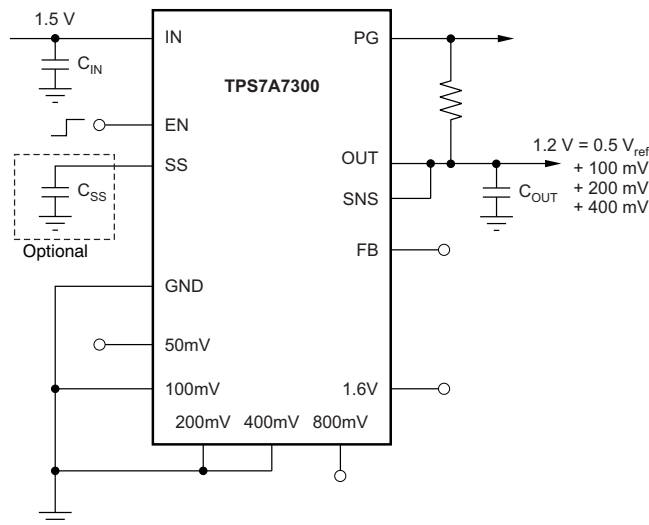 1.5 V
IN
PG
C_IN
TPS7A7300
EN
OUT
1.2 V = 0.5 V_ref
+ 100 mV
+ 200 mV
+ 400 mV
SS
C_SS
SNS
C_OUT
Optional
FB
GND
50mV
100mV
1.6V
200mV 400mV 800mV